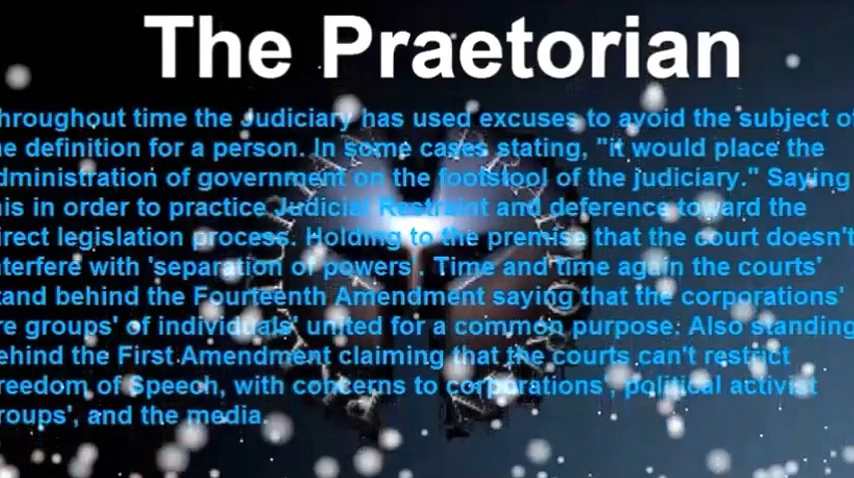 The Praetorian
hroughout time the Judiciary has used excuses to avoid the subject of
e definition for a person. In some cases stating, "it would place the
dministration of government on the footstool of the judiciary." Saying
his in order to practice Judicial Restraint and deference toward the
irect legislation process. Holding to the premise that the court doesn't
nterfere with 'separation of powers'. Time and time again the courts'
tand behind the Fourteenth Amendment saying that the corporations'
re groups' of individuals' united for a common purpose. Also standing
ehind the First Amendment claiming that the courts can't restrict
reedom of Speech, with concerns to corporations', political activist
roups', and the media.